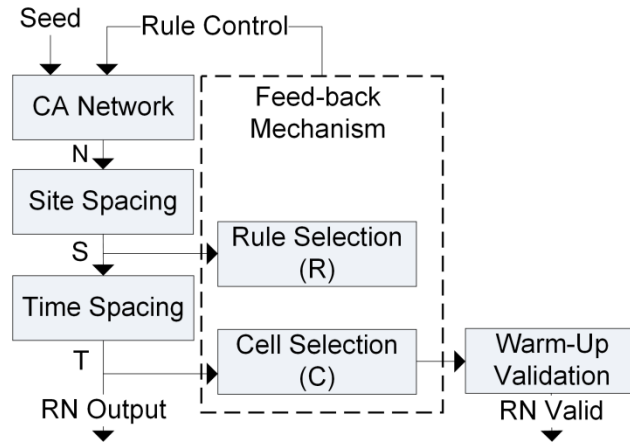 Seed
Rule Control
CA Network
Feed-back
Mechanism
N
Site Spacing
S
Rule Selection
(R)
Time Spacing
T
Cell Selection
(C)
Warm-Up
Validation
RN Output
RN Valid